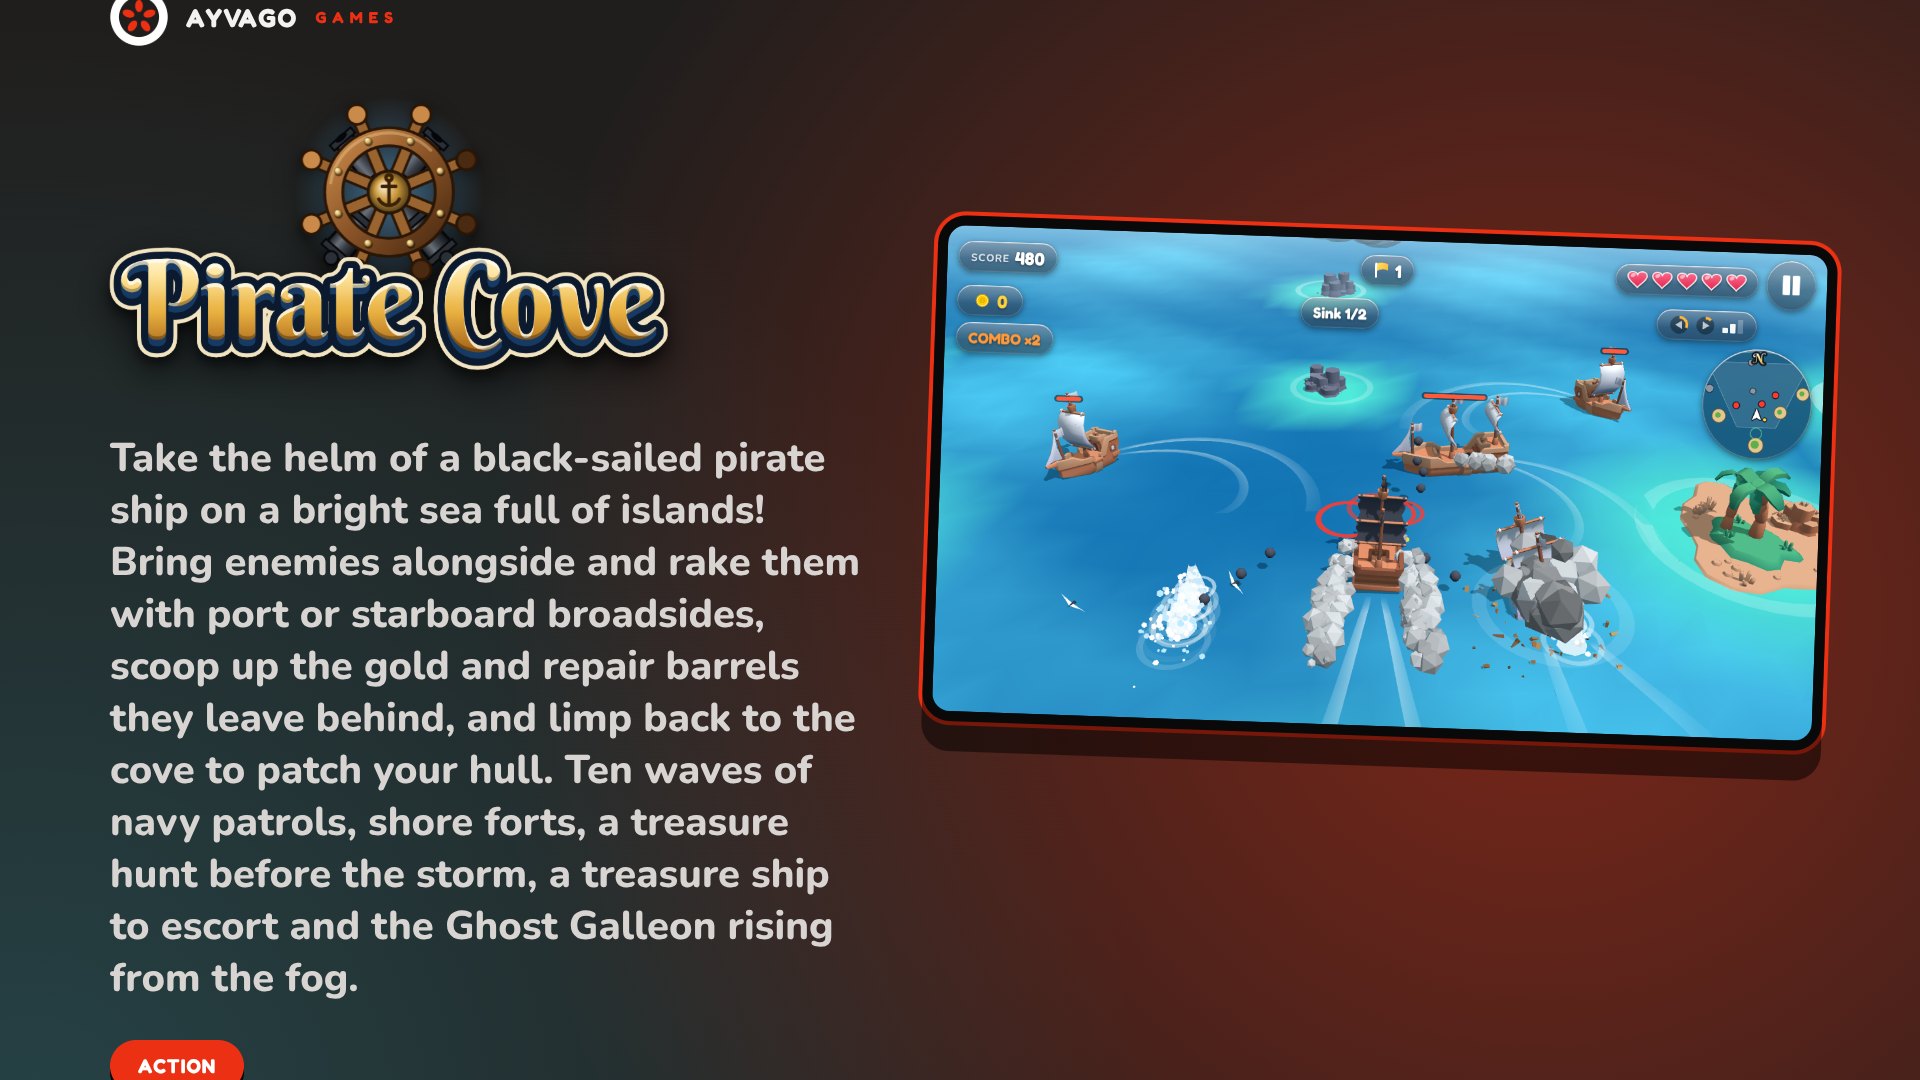 AYVAGO GAMES
Pirate Cove
Take the helm of a black-sailed pirate
ship on a bright sea full of islands!
Bring enemies alongside and rake them
with port or starboard broadsides,
scoop up the gold and repair barrels
they leave behind, and limp back to the
cove to patch your hull. Ten waves of
navy patrols, shore forts, a treasure
hunt before the storm, a treasure ship
to escort and the Ghost Galleon rising
from the fog.
ACTION
SCORE 480
0
COMBO ×2
1
Sink 1/2
N